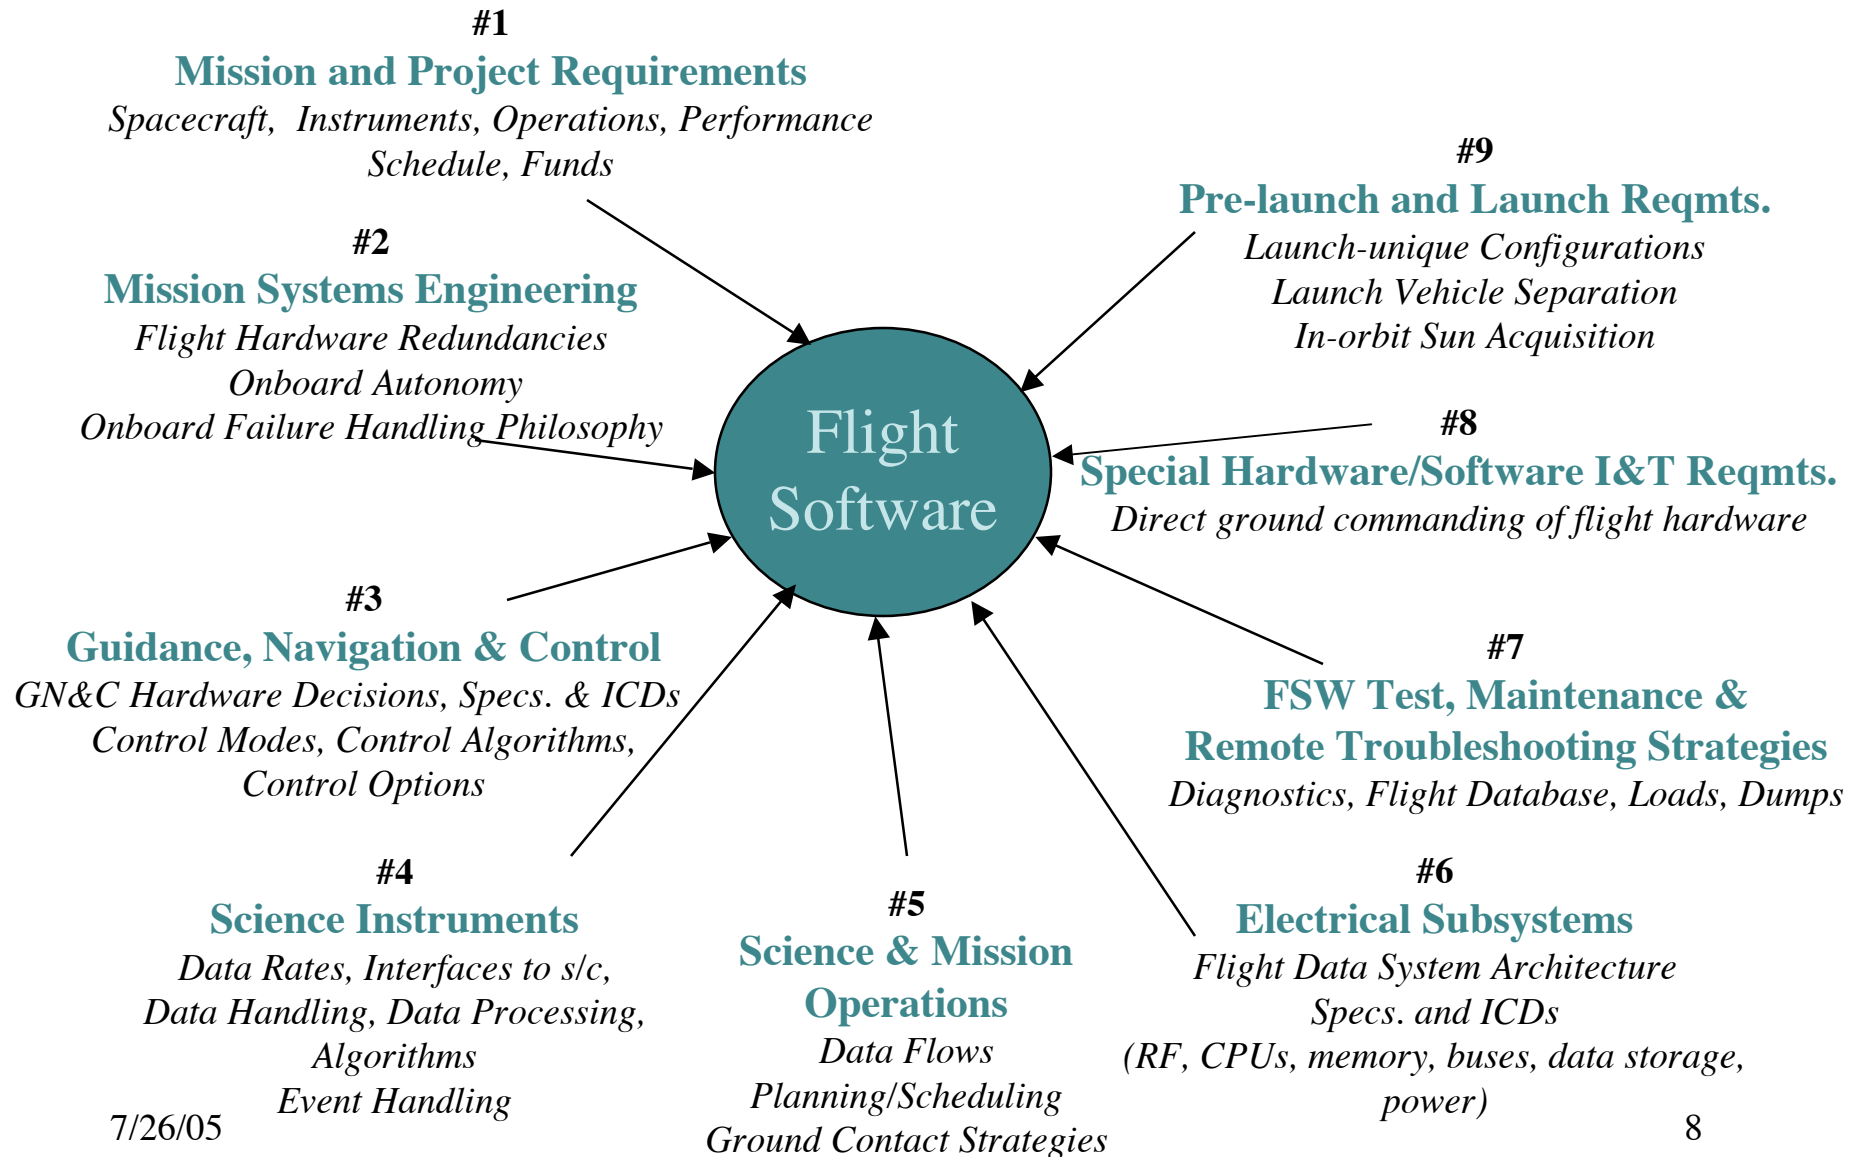 #1
Mission and Project Requirements
Spacecraft, Instruments, Operations, Performance
Schedule, Funds
#2
Mission Systems Engineering
Flight Hardware Redundancies
Onboard Autonomy
Onboard Failure Handling Philosophy
#3
Guidance, Navigation & Control
GN&C Hardware Decisions, Specs. & ICDs
Control Modes, Control Algorithms,
Control Options
#4
Science Instruments
Data Rates, Interfaces to s/c,
Data Handling, Data Processing,
Algorithms
Event Handling
#5
Science & Mission
Operations
Data Flows
Planning/Scheduling
Ground Contact Strategies
#6
Electrical Subsystems
Flight Data System Architecture
Specs. and ICDs
(RF, CPUs, memory, buses, data storage,
power)
#7
FSW Test, Maintenance &
Remote Troubleshooting Strategies
Diagnostics, Flight Database, Loads, Dumps
#8
Special Hardware/Software I&T Reqmts.
Direct ground commanding of flight hardware
#9
Pre-launch and Launch Reqmts.
Launch-unique Configurations
Launch Vehicle Separation
In-orbit Sun Acquisition
Flight
Software
7/26/05
8